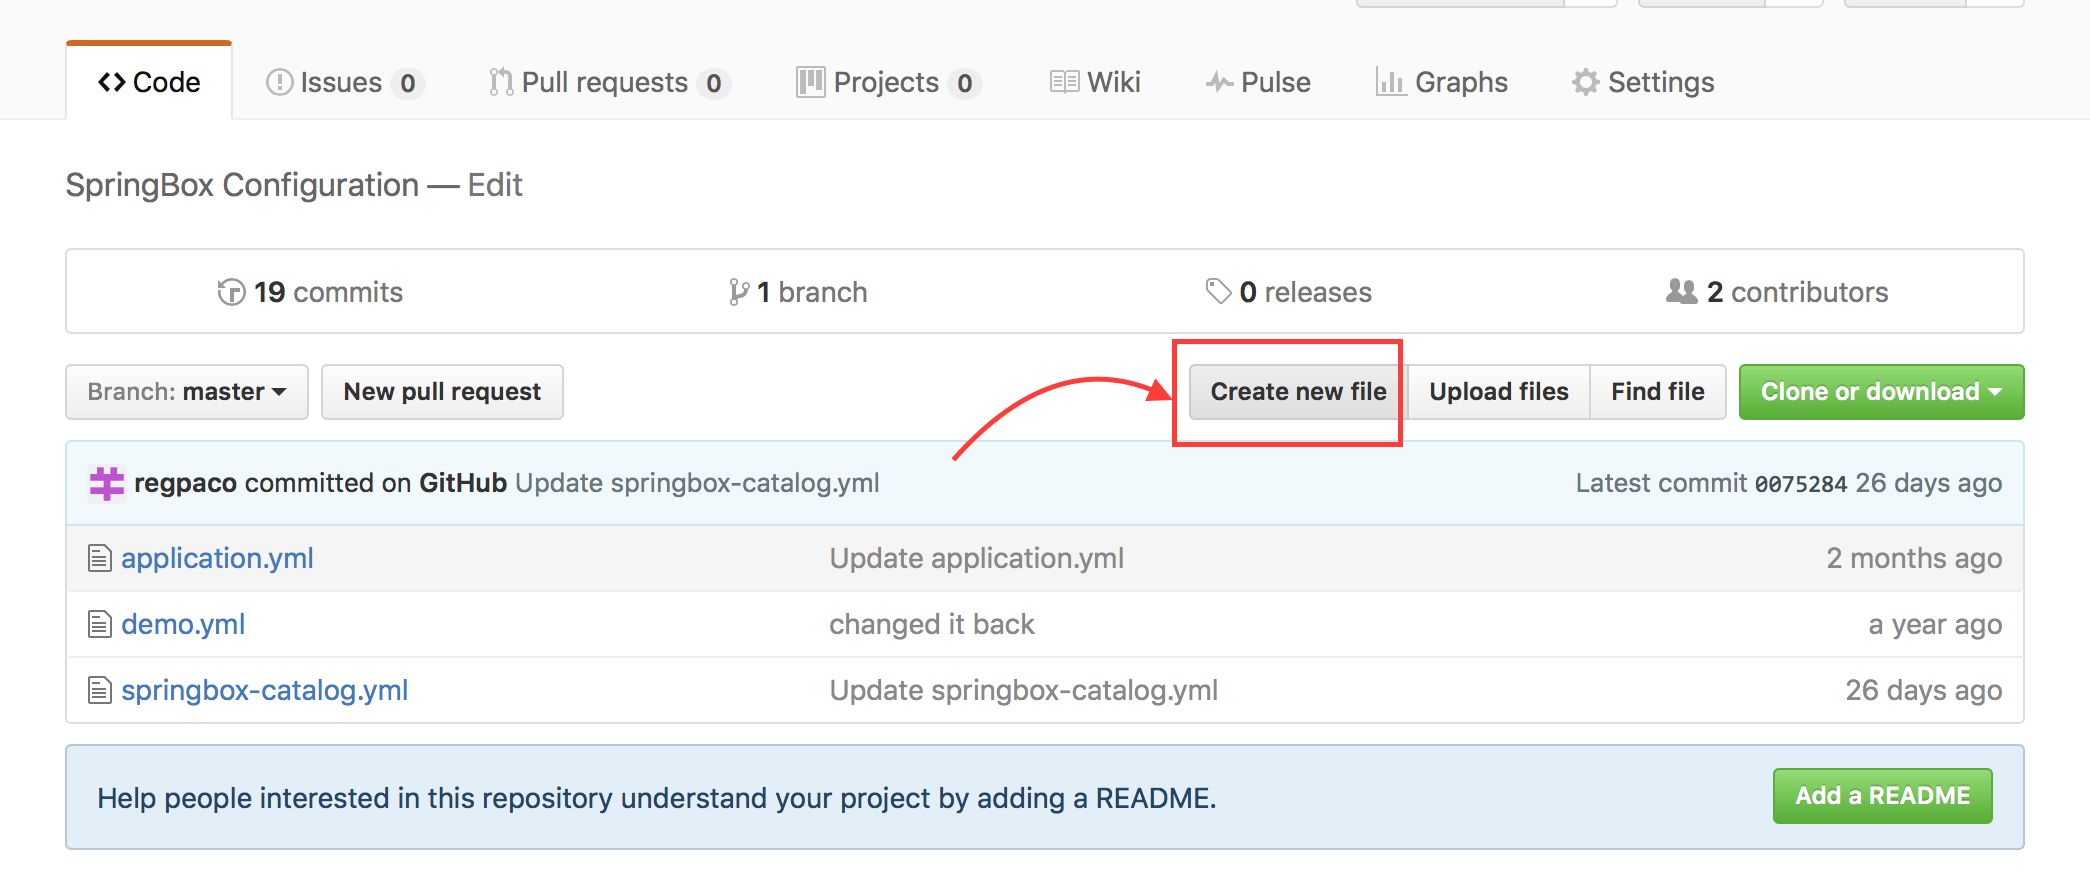 Code Issues 0 Pull requests 0 Projects 0 Wiki Pulse Graphs Settings
SpringBox Configuration — Edit
19 commits 1 branch 0 releases 2 contributors
Branch: master New pull request Create new file Upload files Find file Clone or download
regpaco committed on GitHub Update springbox-catalog.yml Latest commit 0075284 26 days ago
application.yml Update application.yml 2 months ago
demo.yml changed it back a year ago
springbox-catalog.yml Update springbox-catalog.yml 26 days ago
Help people interested in this repository understand your project by adding a README. Add a README